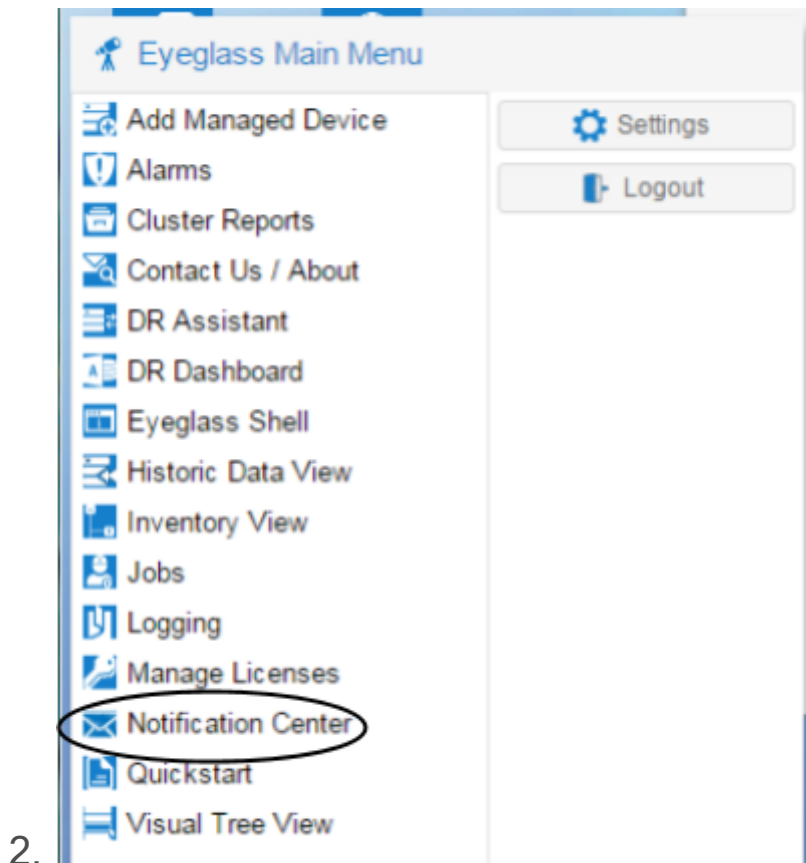 Eyeglass Main Menu
Add Managed Device
Alarms
Cluster Reports
Contact Us / About
DR Assistant
DR Dashboard
Eyeglass Shell
Historic Data View
Inventory View
Jobs
Logging
Manage Licenses
Notification Center
Quickstart
Visual Tree View
Settings
Logout
2.